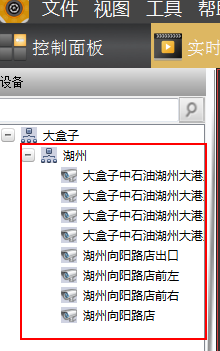 文件 视图 工具 帮
控制面板 实时
设备
大盒子
湖州
大盒子中石油湖州大港
大盒子中石油湖州大港
大盒子中石油湖州大港
大盒子中石油湖州大港
湖州向阳路店出口
湖州向阳路店前左
湖州向阳路店前右
湖州向阳路店